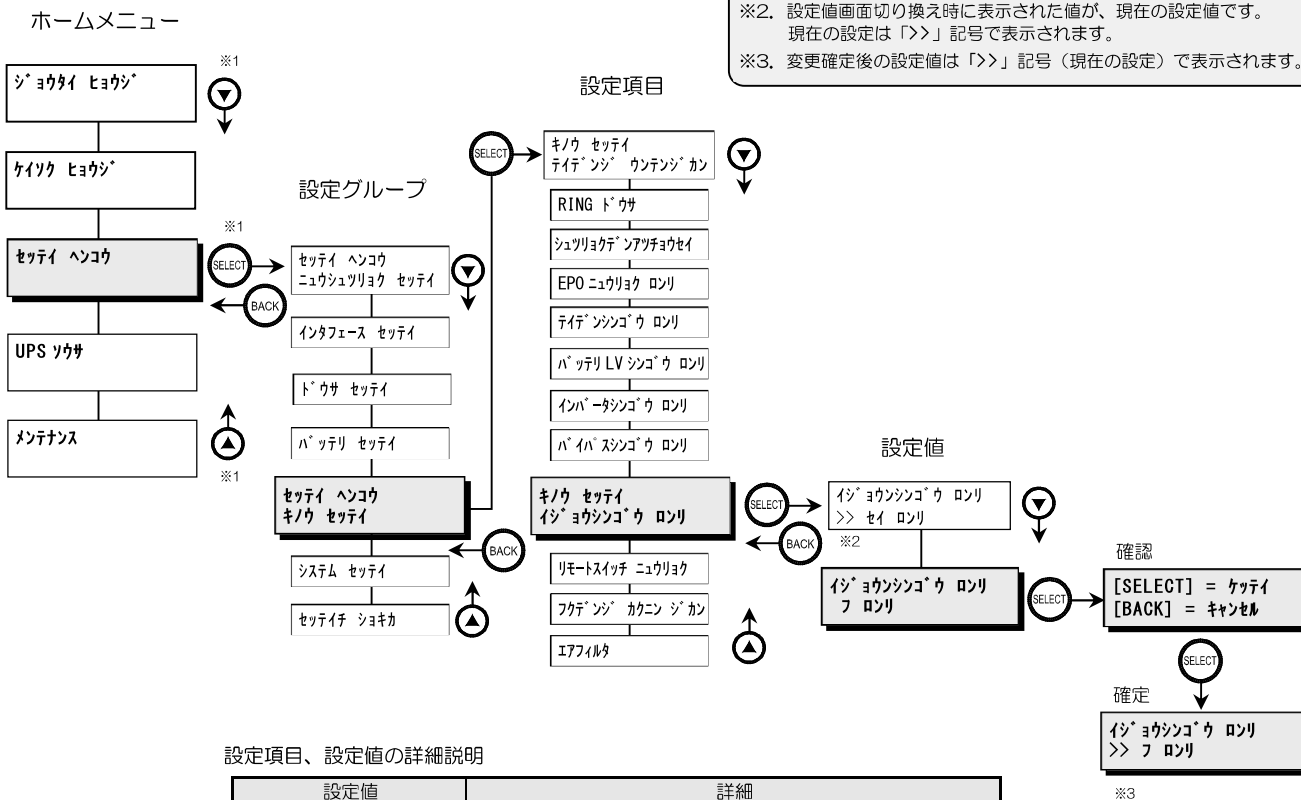 ホームメニュー
※2. 設定値画面切り換え時に表示された値が、現在の設定値です。
現在の設定は「>>」記号で表示されます。
※3. 変更確定後の設定値は「>>」記号（現在の設定）で表示されます。
※1
ｼﾞｮｳﾀｲ ﾋｮｳｼﾞ
ｹｲｿｸ ﾋｮｳｼﾞ
※1
ｾｯﾃｲ ﾍﾝｺｳ
SELECT
BACK
UPS ｿｳｻ
ﾒﾝﾃﾅﾝｽ
※1
設定グループ
ｾｯﾃｲ ﾍﾝｺｳ
ﾆｭｳｼｭﾂﾘｮｸ ｾｯﾃｲ
ｲﾝﾀﾌｪｰｽ ｾｯﾃｲ
ﾄﾞｳｻ ｾｯﾃｲ
ﾊﾞｯﾃﾘ ｾｯﾃｲ
ｾｯﾃｲ ﾍﾝｺｳ
ｷﾉｳ ｾｯﾃｲ
BACK
ｼｽﾃﾑ ｾｯﾃｲ
ｾｯﾃｲﾁ ｼｮｷｶ
設定項目
SELECT
ｷﾉｳ ｾｯﾃｲ
ﾃｲﾃﾞﾝｼﾞ ｳﾝﾃﾝｼﾞｶﾝ
RING ﾄﾞｳｻ
ｼｭﾂﾘｮｸﾃﾞﾝｱﾂﾁｮｳｾｲ
EPO ﾆｭｳﾘｮｸ ﾛﾝﾘ
ﾃｲﾃﾞﾝｼﾝｺﾞｳ ﾛﾝﾘ
ﾊﾞｯﾃﾘ LV ｼﾝｺﾞｳ ﾛﾝﾘ
ｲﾝﾊﾞｰﾀｼﾝｺﾞｳ ﾛﾝﾘ
ﾊﾞｲﾊﾟｽｼﾝｺﾞｳ ﾛﾝﾘ
ｷﾉｳ ｾｯﾃｲ
ｲｼﾞｮｳｼﾝｺﾞｳ ﾛﾝﾘ
SELECT
BACK
ﾘﾓｰﾄｽｲｯﾁ ﾆｭｳﾘｮｸ
ﾌｸﾃﾞﾝｼﾞ ｶｸﾆﾝ ｼﾞｶﾝ
ｴｱﾌｨﾙﾀ
設定値
ｲｼﾞｮｳﾝｼﾝｺﾞｳ ﾛﾝﾘ
>> ｾｲ ﾛﾝﾘ
※2
ｲｼﾞｮｳﾝｼﾝｺﾞｳ ﾛﾝﾘ
ﾌ ﾛﾝﾘ
SELECT
確認
[SELECT] = ｹｯﾃｲ
[BACK] = ｷｬﾝｾﾙ
SELECT
確定
ｲｼﾞｮｳｼﾝｺﾞｳ ﾛﾝﾘ
>> ﾌ ﾛﾝﾘ
※3
設定項目、設定値の詳細説明
設定値 詳細